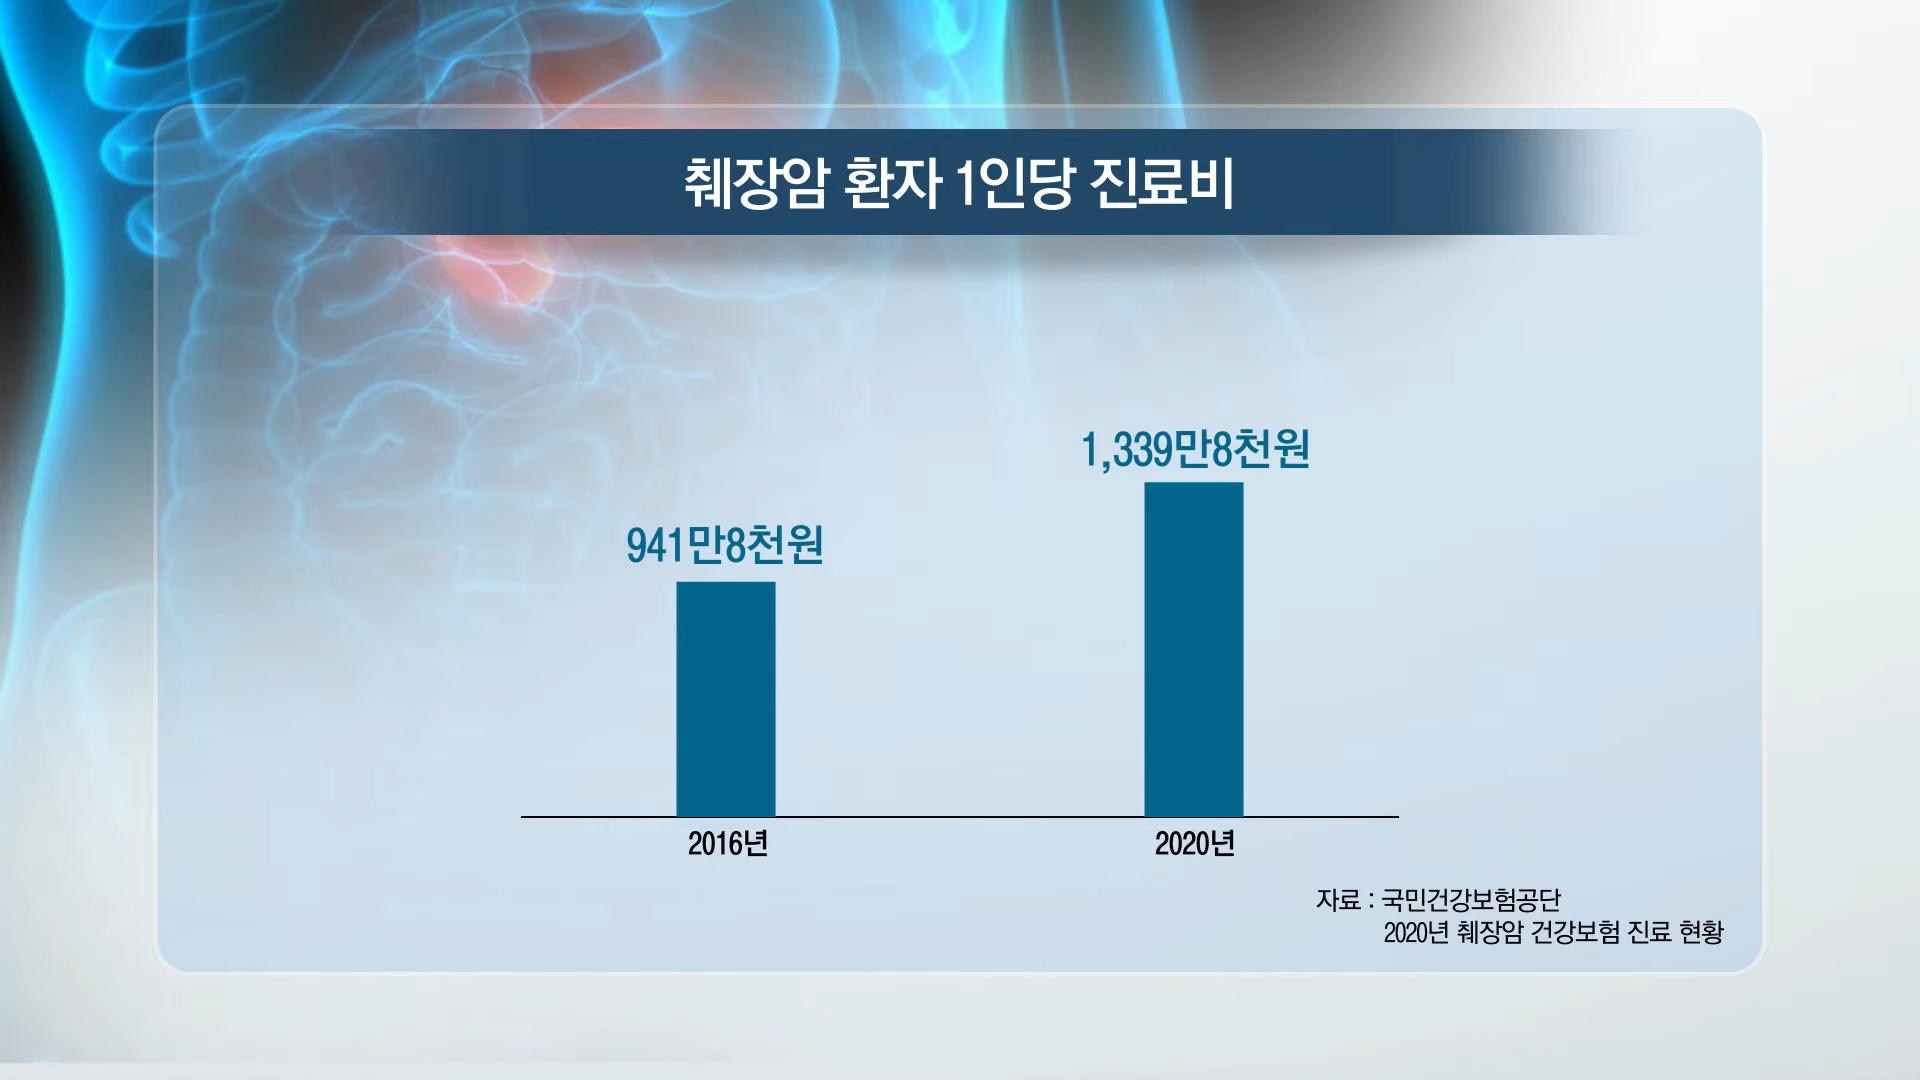 췌장암 환자 1인당 진료비
941만8천원
1,339만8천원
2016년
2020년
자료 : 국민건강보험공단
2020년 췌장암 건강보험 진료 현황